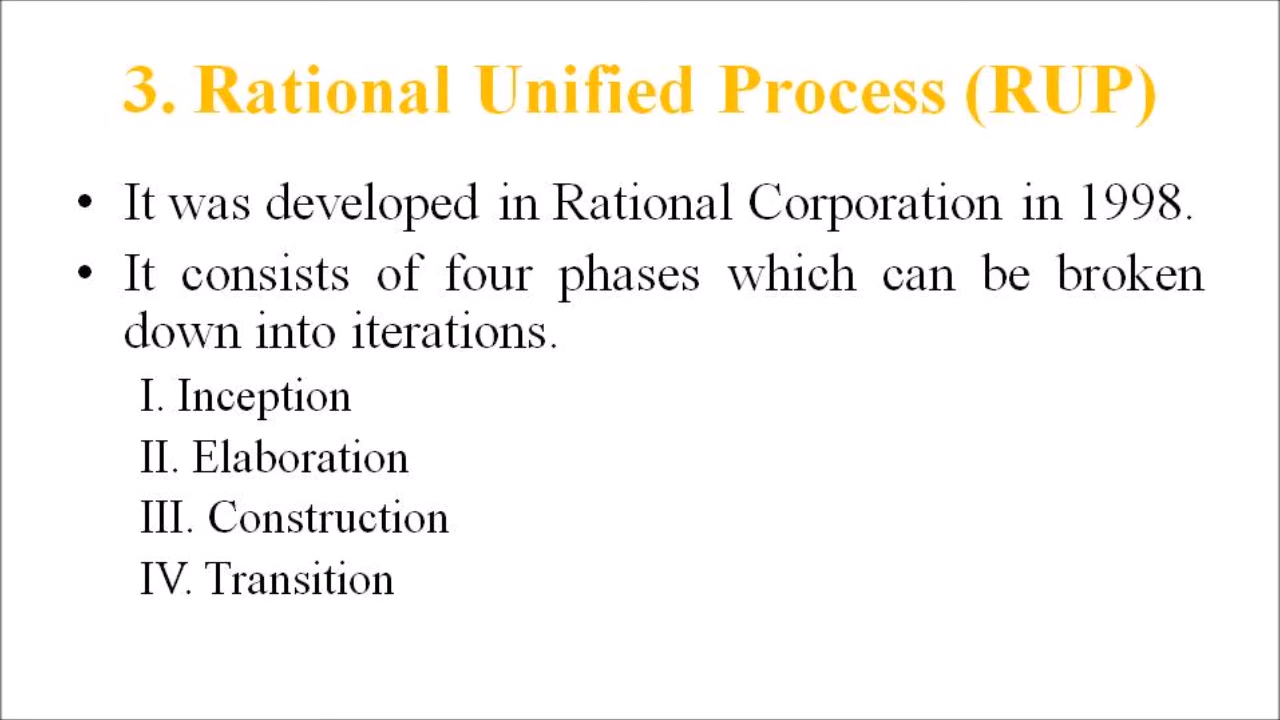 3. Rational Unified Process (RUP)
• It was developed in Rational Corporation in 1998.
• It consists of four phases which can be broken
down into iterations.
I. Inception
II. Elaboration
III. Construction
IV. Transition